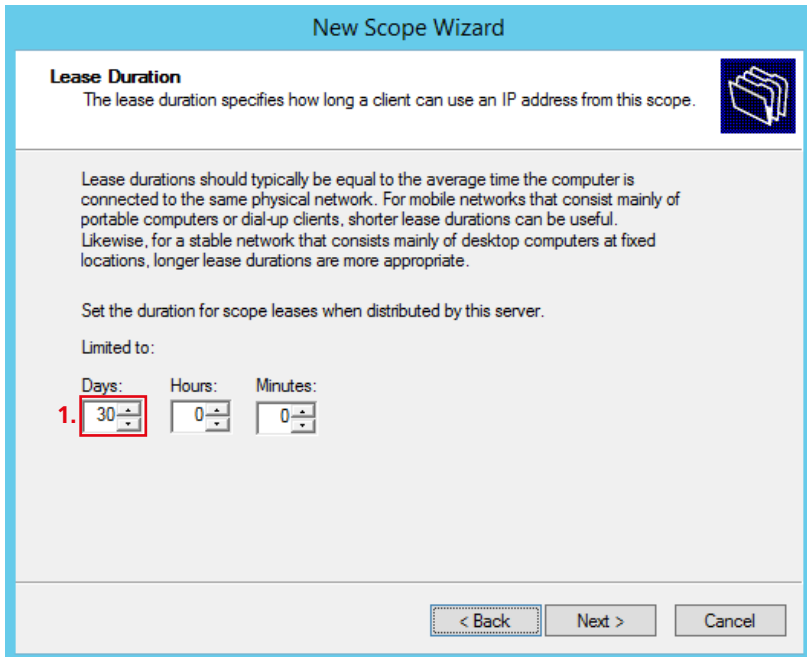 New Scope Wizard
Lease Duration
The lease duration specifies how long a client can use an IP address from this scope.
Lease durations should typically be equal to the average time the computer is
connected to the same physical network. For mobile networks that consist mainly of
portable computers or dial-up clients, shorter lease durations can be useful.
Likewise, for a stable network that consists mainly of desktop computers at fixed
locations, longer lease durations are more appropriate.
Set the duration for scope leases when distributed by this server.
Limited to:
Days: Hours: Minutes:
1. 30 0 0
< Back Next > Cancel